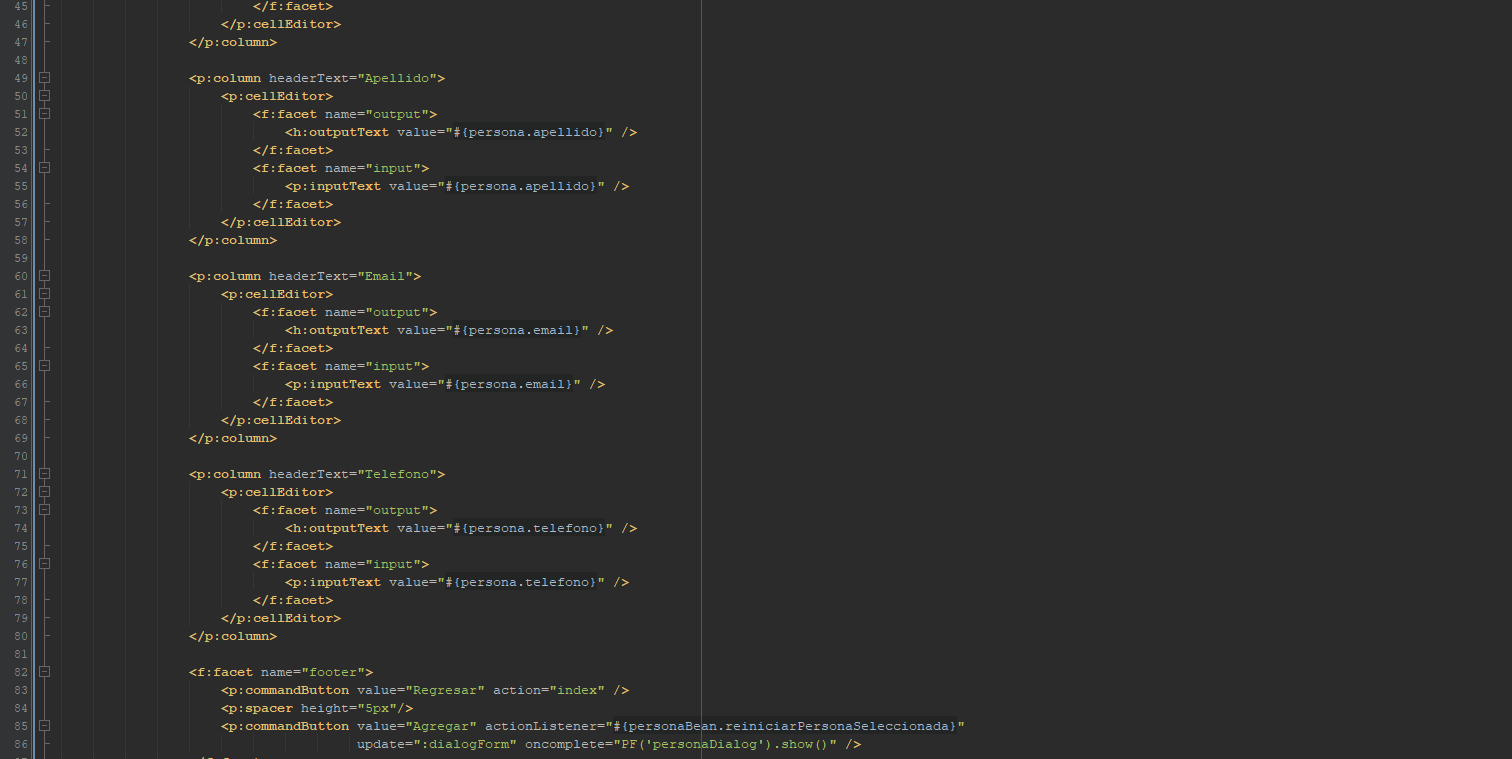 45 </f:facet>
46 </p:cellEditor>
47 </p:column>
48
49 <p:column headerText="Apellido">
50 <p:cellEditor>
51 <f:facet name="output">
52 <h:outputText value="#{persona.apellido}" />
53 </f:facet>
54 <f:facet name="input">
55 <p:inputText value="#{persona.apellido}" />
56 </f:facet>
57 </p:cellEditor>
58 </p:column>
59
60 <p:column headerText="Email">
61 <p:cellEditor>
62 <f:facet name="output">
63 <h:outputText value="#{persona.email}" />
64 </f:facet>
65 <f:facet name="input">
66 <p:inputText value="#{persona.email}" />
67 </f:facet>
68 </p:cellEditor>
69 </p:column>
70
71 <p:column headerText="Telefono">
72 <p:cellEditor>
73 <f:facet name="output">
74 <h:outputText value="#{persona.telefono}" />
75 </f:facet>
76 <f:facet name="input">
77 <p:inputText value="#{persona.telefono}" />
78 </f:facet>
79 </p:cellEditor>
80 </p:column>
81
82 <f:facet name="footer">
83 <p:commandButton value="Regresar" action="index" />
84 <p:spacer height="5px"/>
85 <p:commandButton value="Agregar" actionListener="#{personaBean.reiniciarPersonaSeleccionada}"
86 update=":dialogForm" oncomplete="PF('personaDialog').show()" />